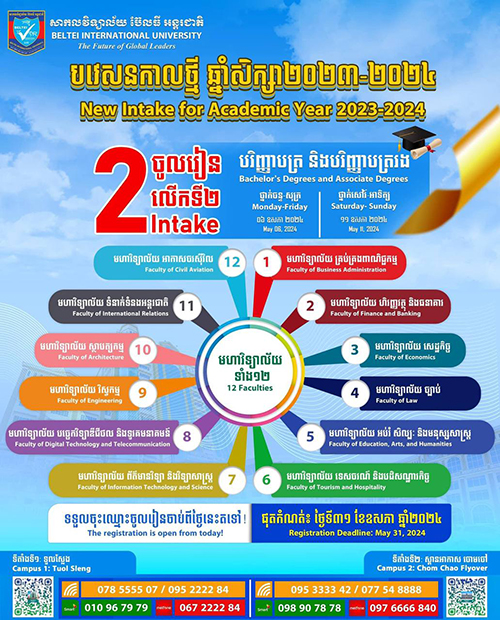 សាកលវិទ្យាល័យ ប៊ែលធី អន្តរជាតិ
BELTEI INTERNATIONAL UNIVERSITY
The Future of Global Leaders
បវេសនកាលថ្មី ឆ្នាំសិក្សា២០២៣-២០២៤
New Intake for Academic Year 2023-2024
2
ចូលរៀន
លើកទី២
Intake
បរិញ្ញាបត្រ និងបរិញ្ញាបត្ររង
Bachelor's Degrees and Associate Degrees
ថ្នាក់ចន្ទ សុក្រ
Monday-Friday
០៨ ឧសភា ២០២៤
May 08, 2024
ថ្នាក់សៅរ៍ អាទិត្យ
Saturday- Sunday
១១ ឧសភា ២០២៤
May 11, 2024
មហាវិទ្យាល័យ អាកាសចរស៊ីវិល
Faculty of Civil Aviation
12
1
មហាវិទ្យាល័យ គ្រប់គ្រងពាណិជ្ជកម្ម
Faculty of Business Administration
មហាវិទ្យាល័យ ទំនាក់ទំនងអន្តរជាតិ
Faculty of International Relations
11
2
មហាវិទ្យាល័យ ហិរញ្ញវត្ថុ និងធនាគារ
Faculty of Finance and Banking
មហាវិទ្យាល័យ ស្ថាបត្យកម្ម
Faculty of Architecture
10
3
មហាវិទ្យាល័យ សេដ្ឋកិច្ច
Faculty of Economics
មហាវិទ្យាល័យ
ទាំង១២
12 Faculties
មហាវិទ្យាល័យ វិស្វកម្ម
Faculty of Engineering
9
4
មហាវិទ្យាល័យ ច្បាប់
Faculty of Law
មហាវិទ្យាល័យ បច្ចេកវិទ្យាឌីជីថល និងទូរគមនាគមន៍
Faculty of Digital Technology and Telecommunication
8
5
មហាវិទ្យាល័យ អប់រំ សិល្បៈ និងមនុស្សសាស្ត្រ
Faculty of Education, Arts, and Humanities
មហាវិទ្យាល័យ ព័ត៌មានវិទ្យា និងវិទ្យាសាស្ត្រ
Faculty of Information Technology and Science
7
6
មហាវិទ្យាល័យ ទេសចរណ៍ និងបដិសណ្ឋារកិច្ច
Faculty of Tourism and Hospitality
ទទួលចុះឈ្មោះចូលរៀនចាប់ពីថ្ងៃនេះតទៅ !
The registration is open from today!
ផុតកំណត់៖ ថ្ងៃទី៣១ ខែឧសភា ឆ្នាំ២០២៤
Registration Deadline: May 31, 2024
ទីតាំងទី១: ទួលស្លែង
Campus 1: Tuol Sleng
078 5555 07 / 095 2222 84
Smart 010 96 79 79
metfone 067 2222 84
ទីតាំងទី២: ស្ពានអាកាស ចោមចៅ
Campus 2: Chom Chao Flyover
095 3333 42 / 077 54 8888
Smart 098 90 78 78
metfone 097 6666 840